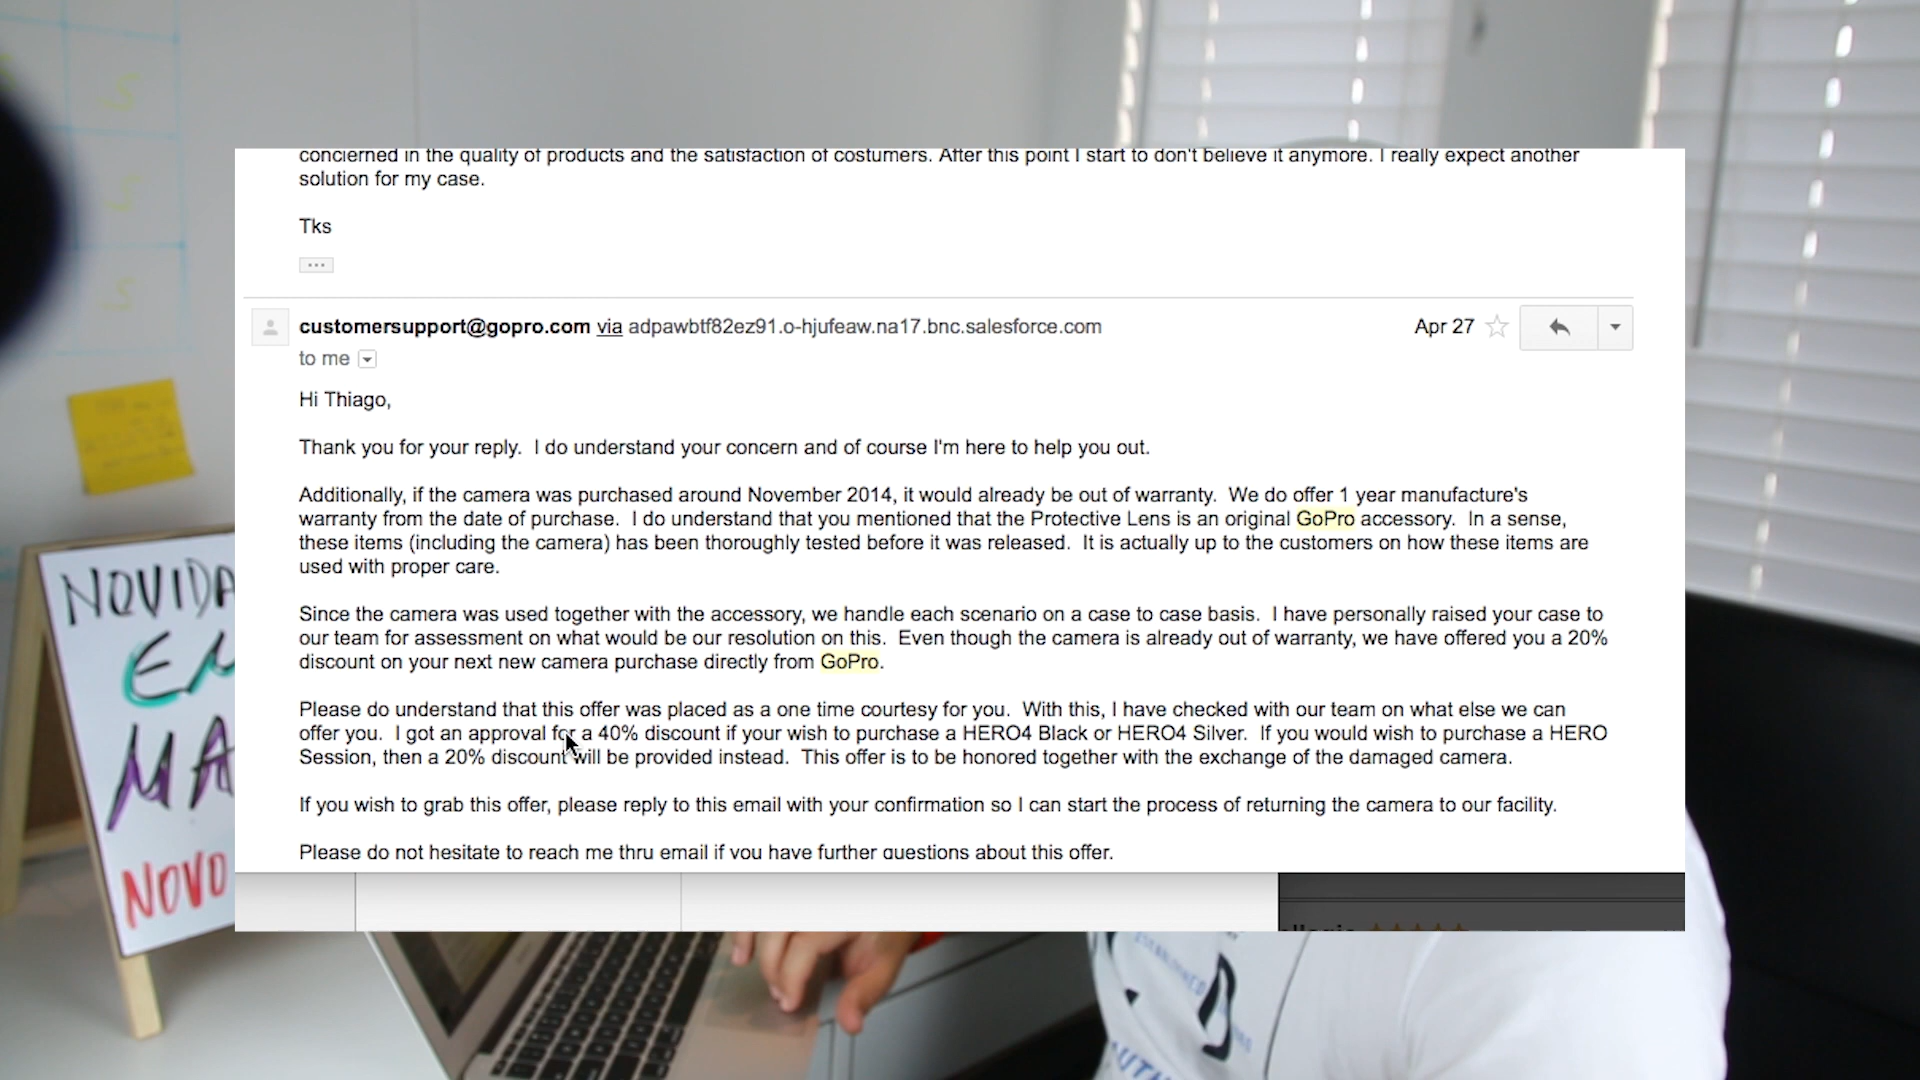 concierned in the quality of products and the satisfaction of costumers. After this point I start to don't believe it anymore. I really expect another
solution for my case.
Tks
customersupport@gopro.com via adpawbtf82ez91.o-hjufeaw.na17.bnc.salesforce.com
Apr 27
to me
Hi Thiago,
Thank you for your reply.  I do understand your concern and of course I'm here to help you out.
Additionally, if the camera was purchased around November 2014, it would already be out of warranty.  We do offer 1 year manufacture's
warranty from the date of purchase.  I do understand that you mentioned that the Protective Lens is an original GoPro accessory.  In a sense,
these items (including the camera) has been thoroughly tested before it was released.  It is actually up to the customers on how these items are
used with proper care.
Since the camera was used together with the accessory, we handle each scenario on a case to case basis.  I have personally raised your case to
our team for assessment on what would be our resolution on this.  Even though the camera is already out of warranty, we have offered you a 20%
discount on your next new camera purchase directly from GoPro.
Please do understand that this offer was placed as a one time courtesy for you.  With this, I have checked with our team on what else we can
offer you.  I got an approval for a 40% discount if your wish to purchase a HERO4 Black or HERO4 Silver.  If you would wish to purchase a HERO
Session, then a 20% discount will be provided instead.  This offer is to be honored together with the exchange of the damaged camera.
If you wish to grab this offer, please reply to this email with your confirmation so I can start the process of returning the camera to our facility.
Please do not hesitate to reach me thru email if you have further questions about this offer.
NOVIDA
EM
MA
NOVO